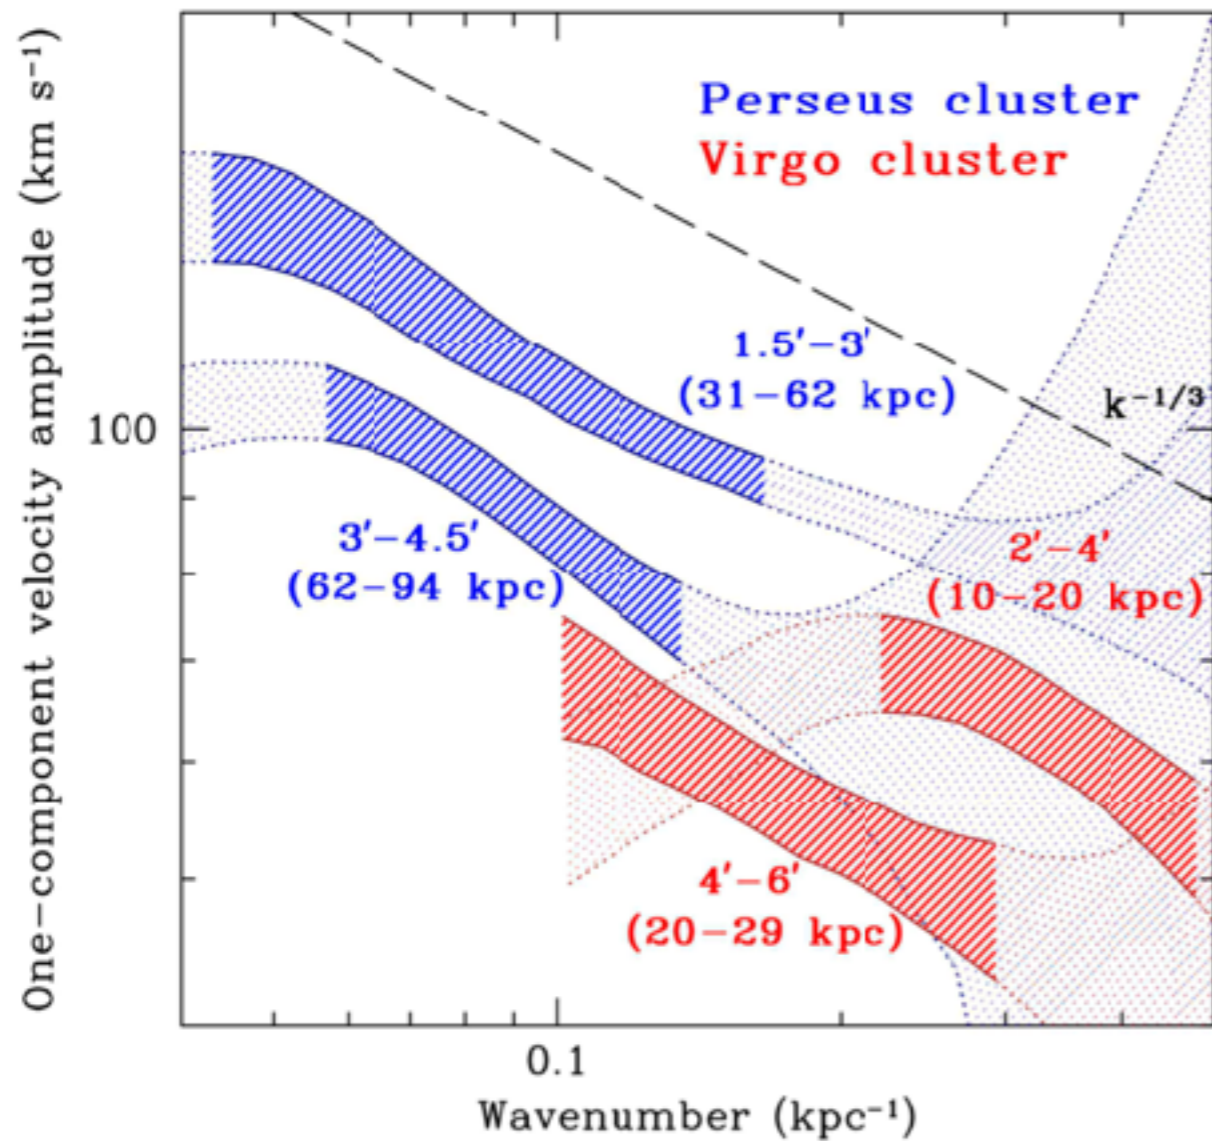 One-component velocity amplitude (km s⁻¹)
Perseus cluster
Virgo cluster
1.5′−3′
(31−62 kpc)
k⁻¹/³
100
3′−4.5′
(62−94 kpc)
2′−4′
(10−20 kpc)
4′−6′
(20−29 kpc)
0.1
Wavenumber (kpc⁻¹)